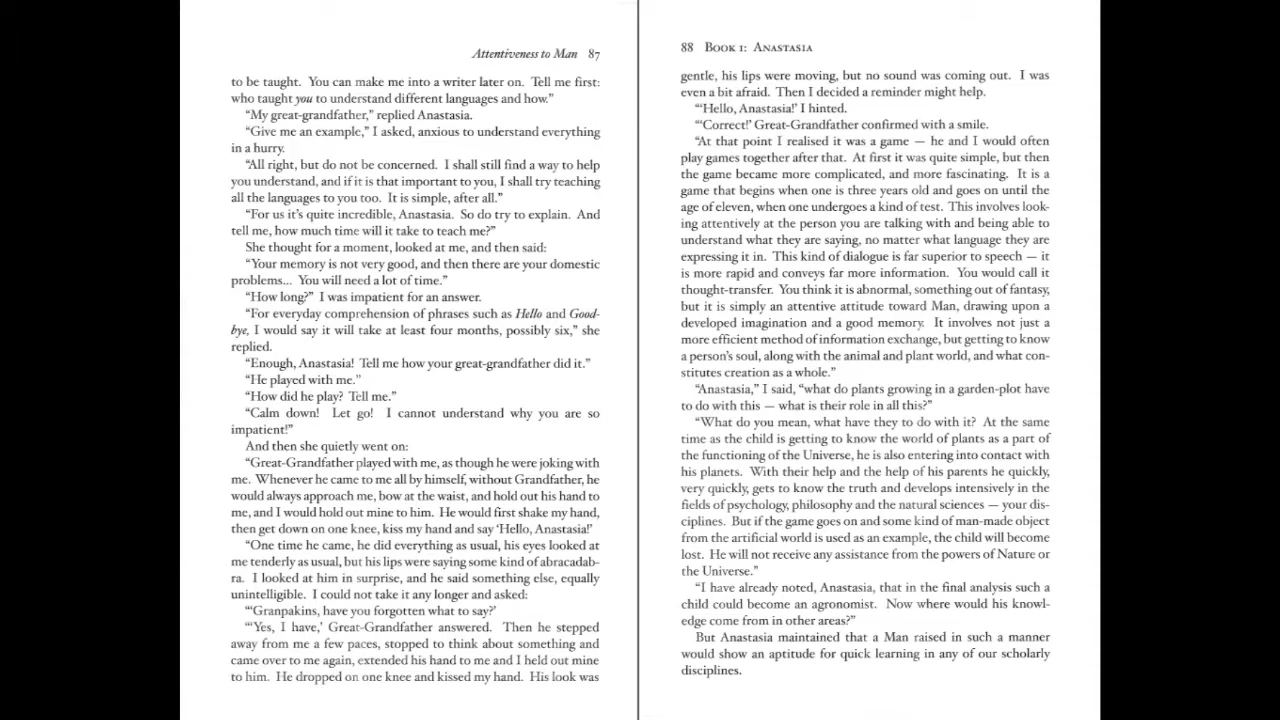 Attentiveness to Man 87
to be taught. You can make me into a writer later on. Tell me first:
who taught you to understand different languages and how.”
“My great-grandfather,” replied Anastasia.
“Give me an example,” I asked, anxious to understand everything
in a hurry.
“All right, but do not be concerned. I shall still find a way to help
you understand, and if it is that important to you, I shall try teaching
all the languages to you too. It is simple, after all.”
“For us it’s quite incredible, Anastasia. So do try to explain. And
tell me, how much time will it take to teach me?”
She thought for a moment, looked at me, and then said:
“Your memory is not very good, and then there are your domestic
problems... You will need a lot of time.”
“How long?” I was impatient for an answer.
“For everyday comprehension of phrases such as Hello and Good-
bye, I would say it will take at least four months, possibly six,” she
replied.
“Enough, Anastasia! Tell me how your great-grandfather did it.”
“He played with me.”
“How did he play? Tell me.”
“Calm down! Let go! I cannot understand why you are so
impatient!”
And then she quietly went on:
“Great-Grandfather played with me, as though he were joking with
me. Whenever he came to me all by himself, without Grandfather, he
would always approach me, bow at the waist, and hold out his hand to
me, and I would hold out mine to him. He would first shake my hand,
then get down on one knee, kiss my hand and say ‘Hello, Anastasia!’
“One time he came, he did everything as usual, his eyes looked at
me tenderly as usual, but his lips were saying some kind of abracadab-
ra. I looked at him in surprise, and he said something else, equally
unintelligible. I could not take it any longer and asked:
“‘Granpakins, have you forgotten what to say?’
“‘Yes, I have,’ Great-Grandfather answered. Then he stepped
away from me a few paces, stopped to think about something and
came over to me again, extended his hand to me and I held out mine
to him. He dropped on one knee and kissed my hand. His look was
88 Book 1: Anastasia
gentle, his lips were moving, but no sound was coming out. I was
even a bit afraid. Then I decided a reminder might help.
“‘Hello, Anastasia!’ I hinted.
“‘Correct!’ Great-Grandfather confirmed with a smile.
“At that point I realised it was a game — he and I would often
play games together after that. At first it was quite simple, but then
the game became more complicated, and more fascinating. It is a
game that begins when one is three years old and goes on until the
age of eleven, when one undergoes a kind of test. This involves look-
ing attentively at the person you are talking with and being able to
understand what they are saying, no matter what language they are
expressing it in. This kind of dialogue is far superior to speech — it
is more rapid and conveys far more information. You would call it
thought-transfer. You think it is abnormal, something out of fantasy,
but it is simply an attentive attitude toward Man, drawing upon a
developed imagination and a good memory. It involves not just a
more efficient method of information exchange, but getting to know
a person’s soul, along with the animal and plant world, and what con-
stitutes creation as a whole.”
“Anastasia,” I said, “what do plants growing in a garden-plot have
to do with this — what is their role in all this?”
“What do you mean, what have they to do with it? At the same
time as the child is getting to know the world of plants as a part of
the functioning of the Universe, he is also entering into contact with
his planets. With their help and the help of his parents he quickly,
very quickly, gets to know the truth and develops intensively in the
fields of psychology, philosophy and the natural sciences — your dis-
ciplines. But if the game goes on and some kind of man-made object
from the artificial world is used as an example, the child will become
lost. He will not receive any assistance from the powers of Nature or
the Universe.”
“I have already noted, Anastasia, that in the final analysis such a
child could become an agronomist. Now where would his knowl-
edge come from in other areas?”
But Anastasia maintained that a Man raised in such a manner
would show an aptitude for quick learning in any of our scholarly
disciplines.